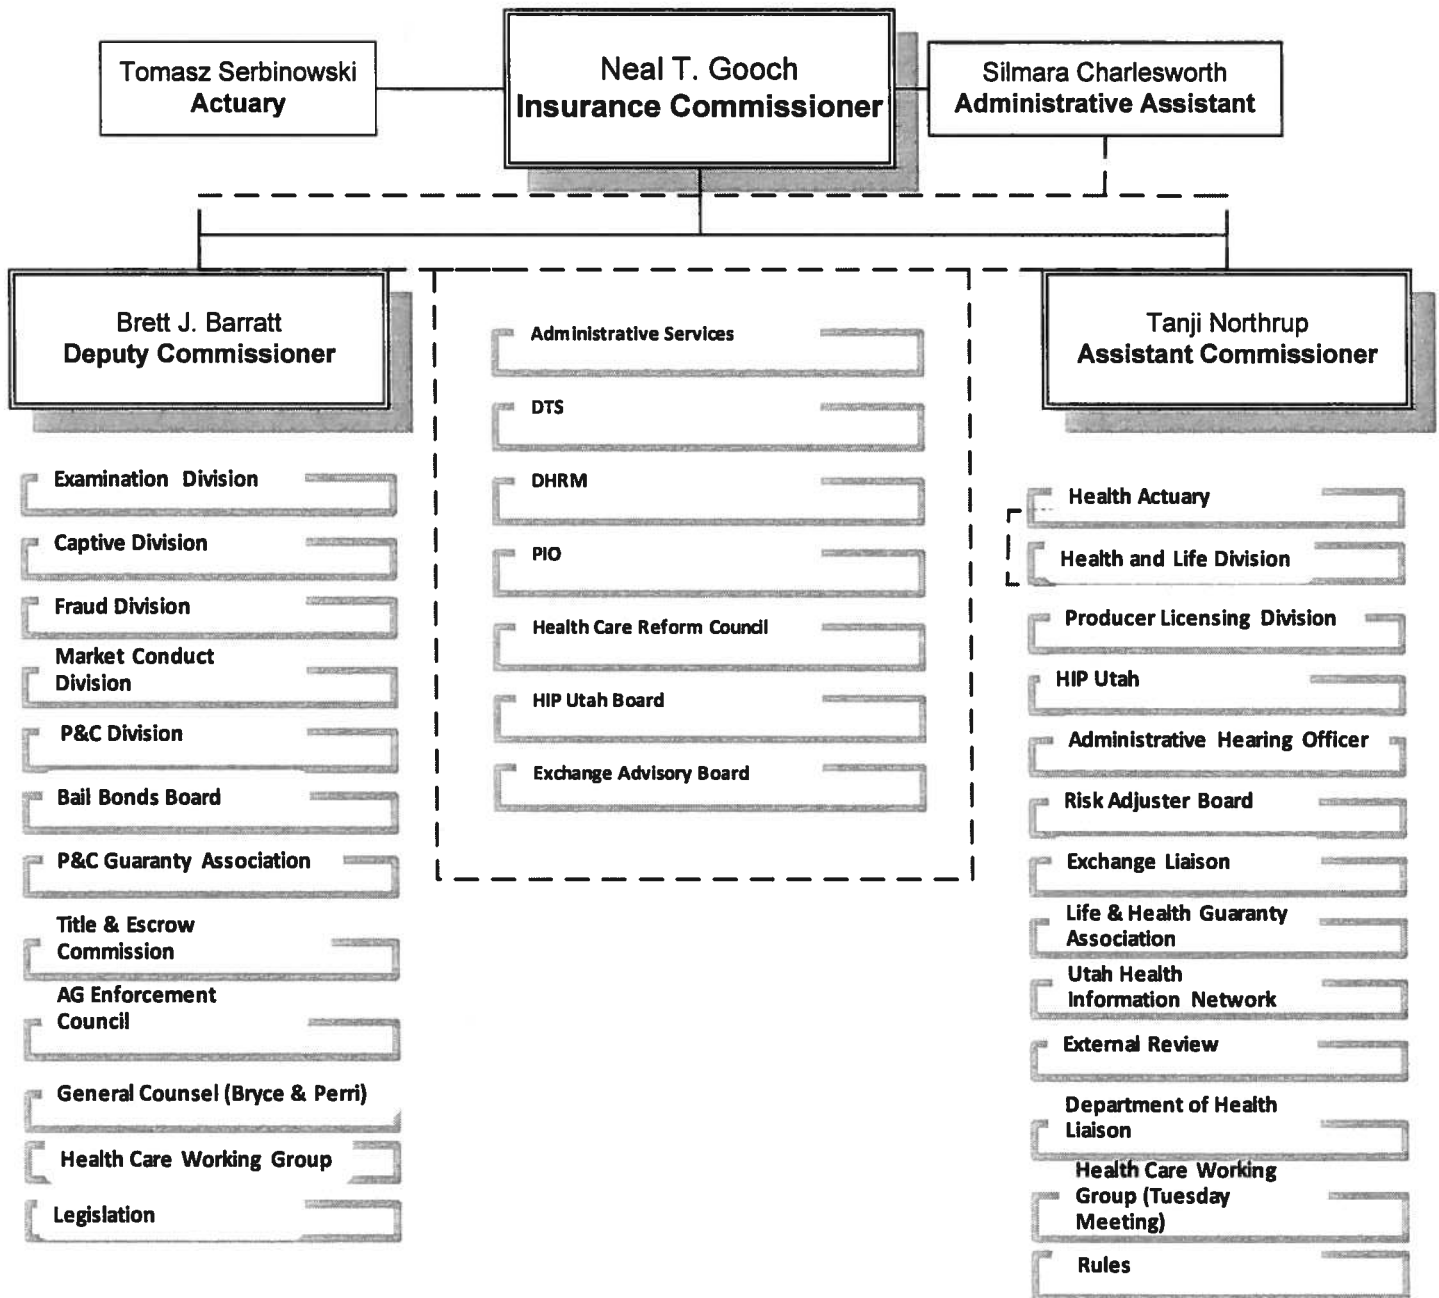 Tomasz Serbinowski
Actuary
Neal T. Gooch
Insurance Commissioner
Silmara Charlesworth
Administrative Assistant
Brett J. Barratt
Deputy Commissioner
Tanji Northrup
Assistant Commissioner
Examination Division
Captive Division
Fraud Division
Market Conduct
Division
P&C Division
Bail Bonds Board
P&C Guaranty Association
Title & Escrow
Commission
AG Enforcement
Council
General Counsel (Bryce & Perri)
Health Care Working Group
Legislation
Administrative Services
DTS
DHRM
PIO
Health Care Reform Council
HIP Utah Board
Exchange Advisory Board
Health Actuary
Health and Life Division
Producer Licensing Division
HIP Utah
Administrative Hearing Officer
Risk Adjuster Board
Exchange Liaison
Life & Health Guaranty
Association
Utah Health
Information Network
External Review
Department of Health
Liaison
Health Care Working
Group (Tuesday
Meeting)
Rules